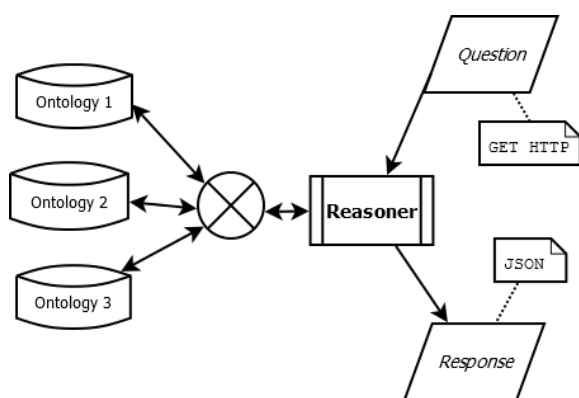 Question
Ontology 1
GET HTTP
Ontology 2
Reasoner
JSON
Ontology 3
Response